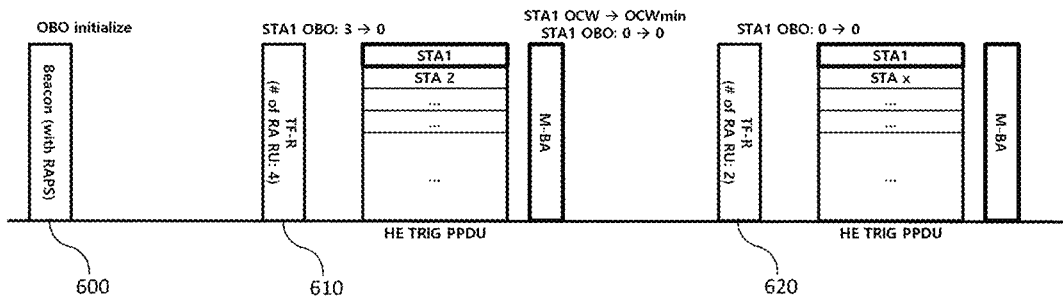 OBO initialize
Beacon (with RAPS)
600
STA1 OBO: 3 → 0
TF-R
(# of RA RU: 4)
610
STA1
STA 2
...
...
...
HE TRIG PPDU
STA1 OCW → OCWmin
STA1 OBO: 0 → 0
M-BA
STA1 OBO: 0 → 0
TF-R
(# of RA RU: 2)
620
STA1
STA x
...
...
...
HE TRIG PPDU
M-BA